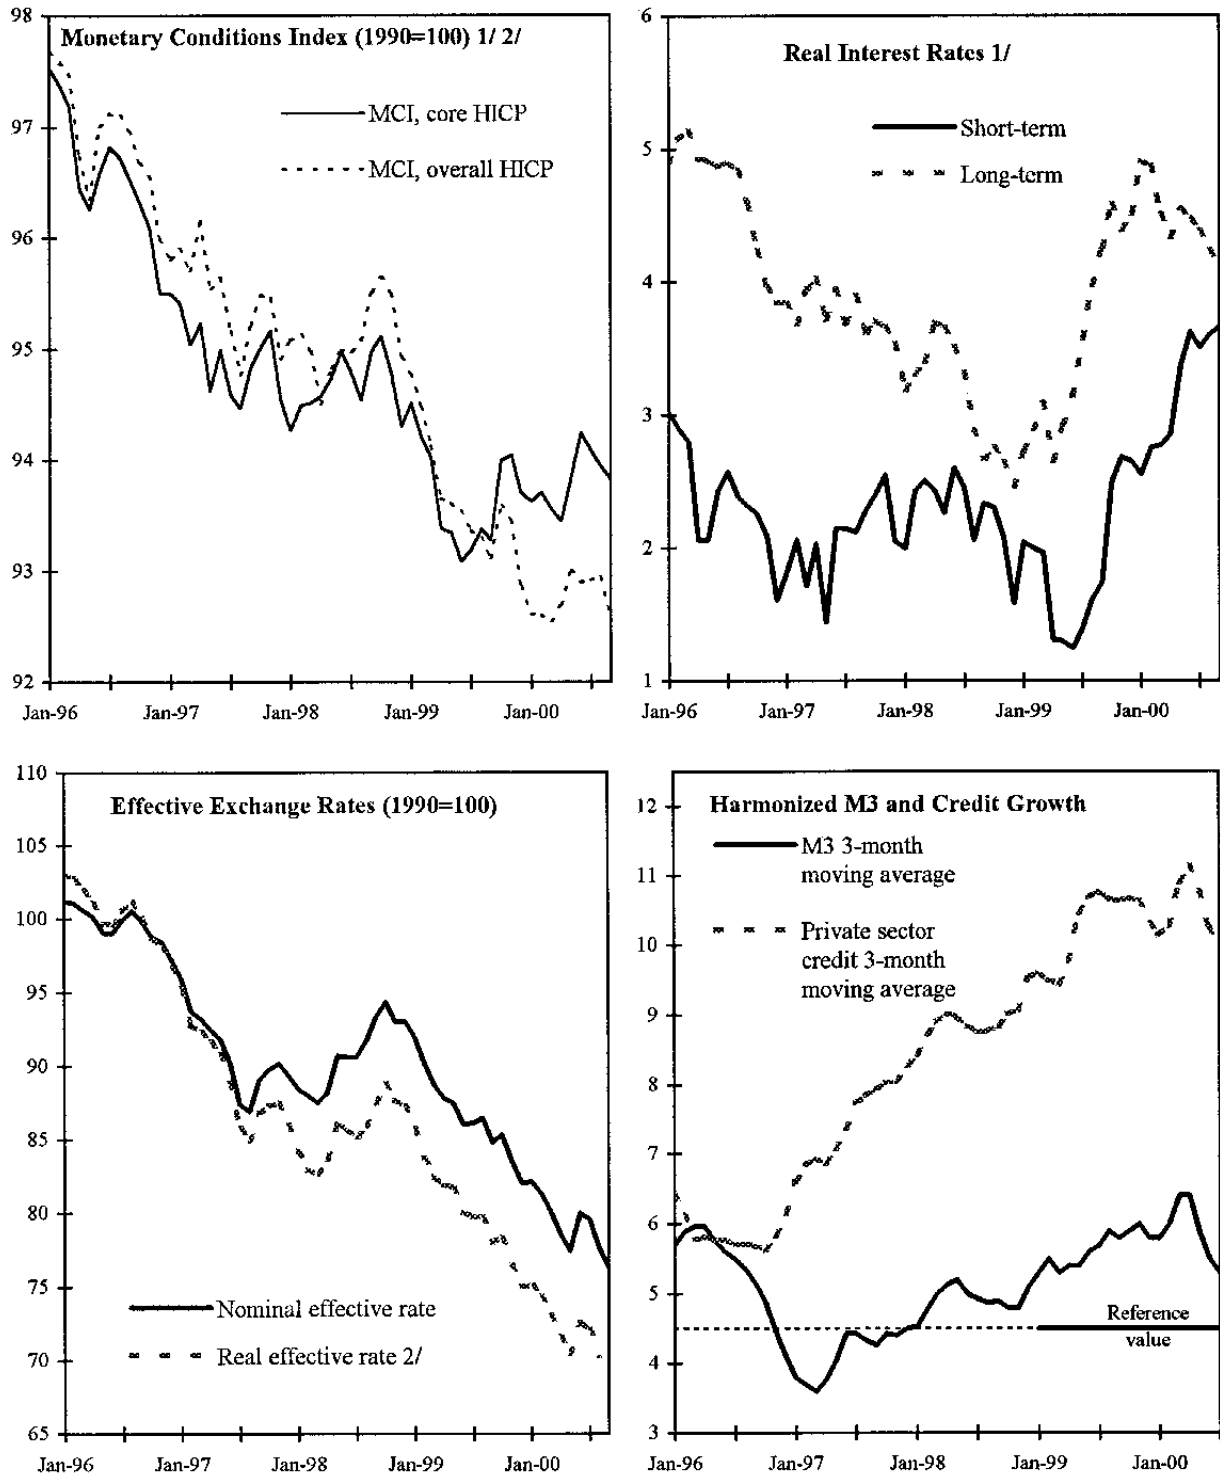 Monetary Conditions Index (1990=100) 1/ 2/
MCI, core HICP
MCI, overall HICP
98
97
96
95
94
93
92
Jan-96 Jan-97 Jan-98 Jan-99 Jan-00
Real Interest Rates 1/
Short-term
Long-term
6
5
4
3
2
1
Jan-96 Jan-97 Jan-98 Jan-99 Jan-00
Effective Exchange Rates (1990=100)
110
105
100
95
90
85
80
75
70
65
Nominal effective rate
Real effective rate 2/
Jan-96 Jan-97 Jan-98 Jan-99 Jan-00
Harmonized M3 and Credit Growth
M3 3-month
moving average
Private sector
credit 3-month
moving average
12
11
10
9
8
7
6
5
4
3
Reference
value
Jan-96 Jan-97 Jan-98 Jan-99 Jan-00